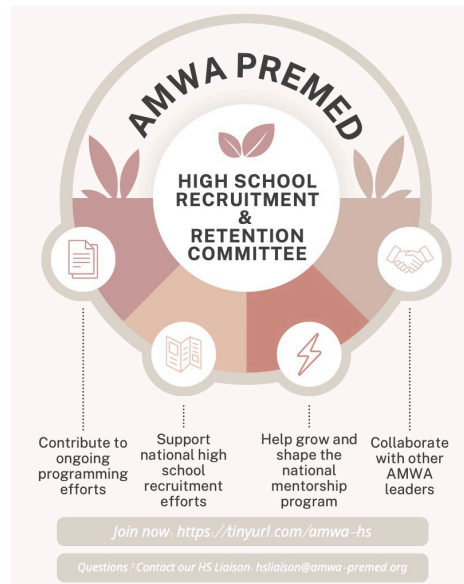 AMWA PREMED
HIGH SCHOOL
RECRUITMENT
&
RETENTION
COMMITTEE
Contribute to
ongoing
programming
efforts
Support
national high
school
recruitment
efforts
Help grow and
shape the
national
mentorship
program
Collaborate
with other
AMWA
leaders
Join now: https://tinyurl.com/amwa-hs
Questions? Contact our HS Liaison: hsliaison@amwa-premed.org